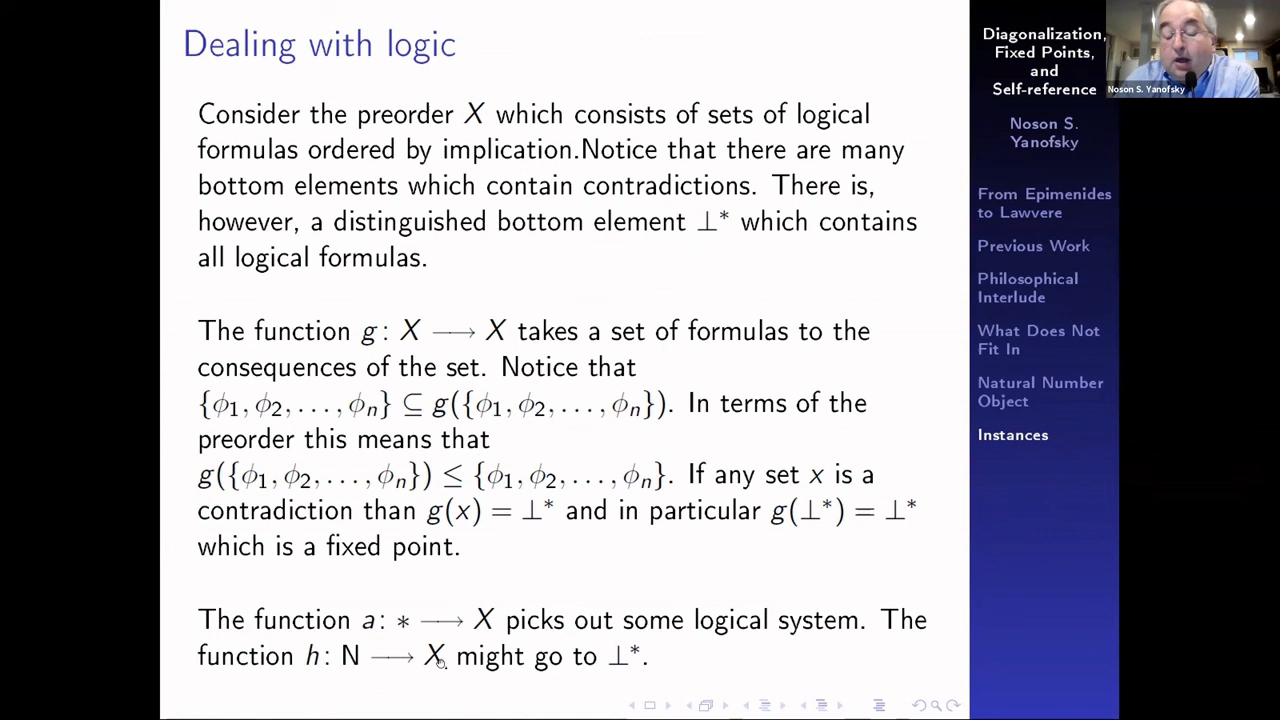 Dealing with logic
Consider the preorder X which consists of sets of logical
formulas ordered by implication.Notice that there are many
bottom elements which contain contradictions. There is,
however, a distinguished bottom element ⊥* which contains
all logical formulas.
The function g: X ⟶ X takes a set of formulas to the
consequences of the set. Notice that
{ϕ₁, ϕ₂, . . . , ϕₙ} ⊆ g({ϕ₁, ϕ₂, . . . , ϕₙ}). In terms of the
preorder this means that
g({ϕ₁, ϕ₂, . . . , ϕₙ}) ≤ {ϕ₁, ϕ₂, . . . , ϕₙ}. If any set x is a
contradiction than g(x) = ⊥* and in particular g(⊥*) = ⊥*
which is a fixed point.
The function a: * ⟶ X picks out some logical system. The
function h: N ⟶ X might go to ⊥*.
Diagonalization,
Fixed Points,
and
Self-reference
Noson S.
Yanofsky
From Epimenides
to Lawvere
Previous Work
Philosophical
Interlude
What Does Not
Fit In
Natural Number
Object
Instances
Noson S. Yanofsky